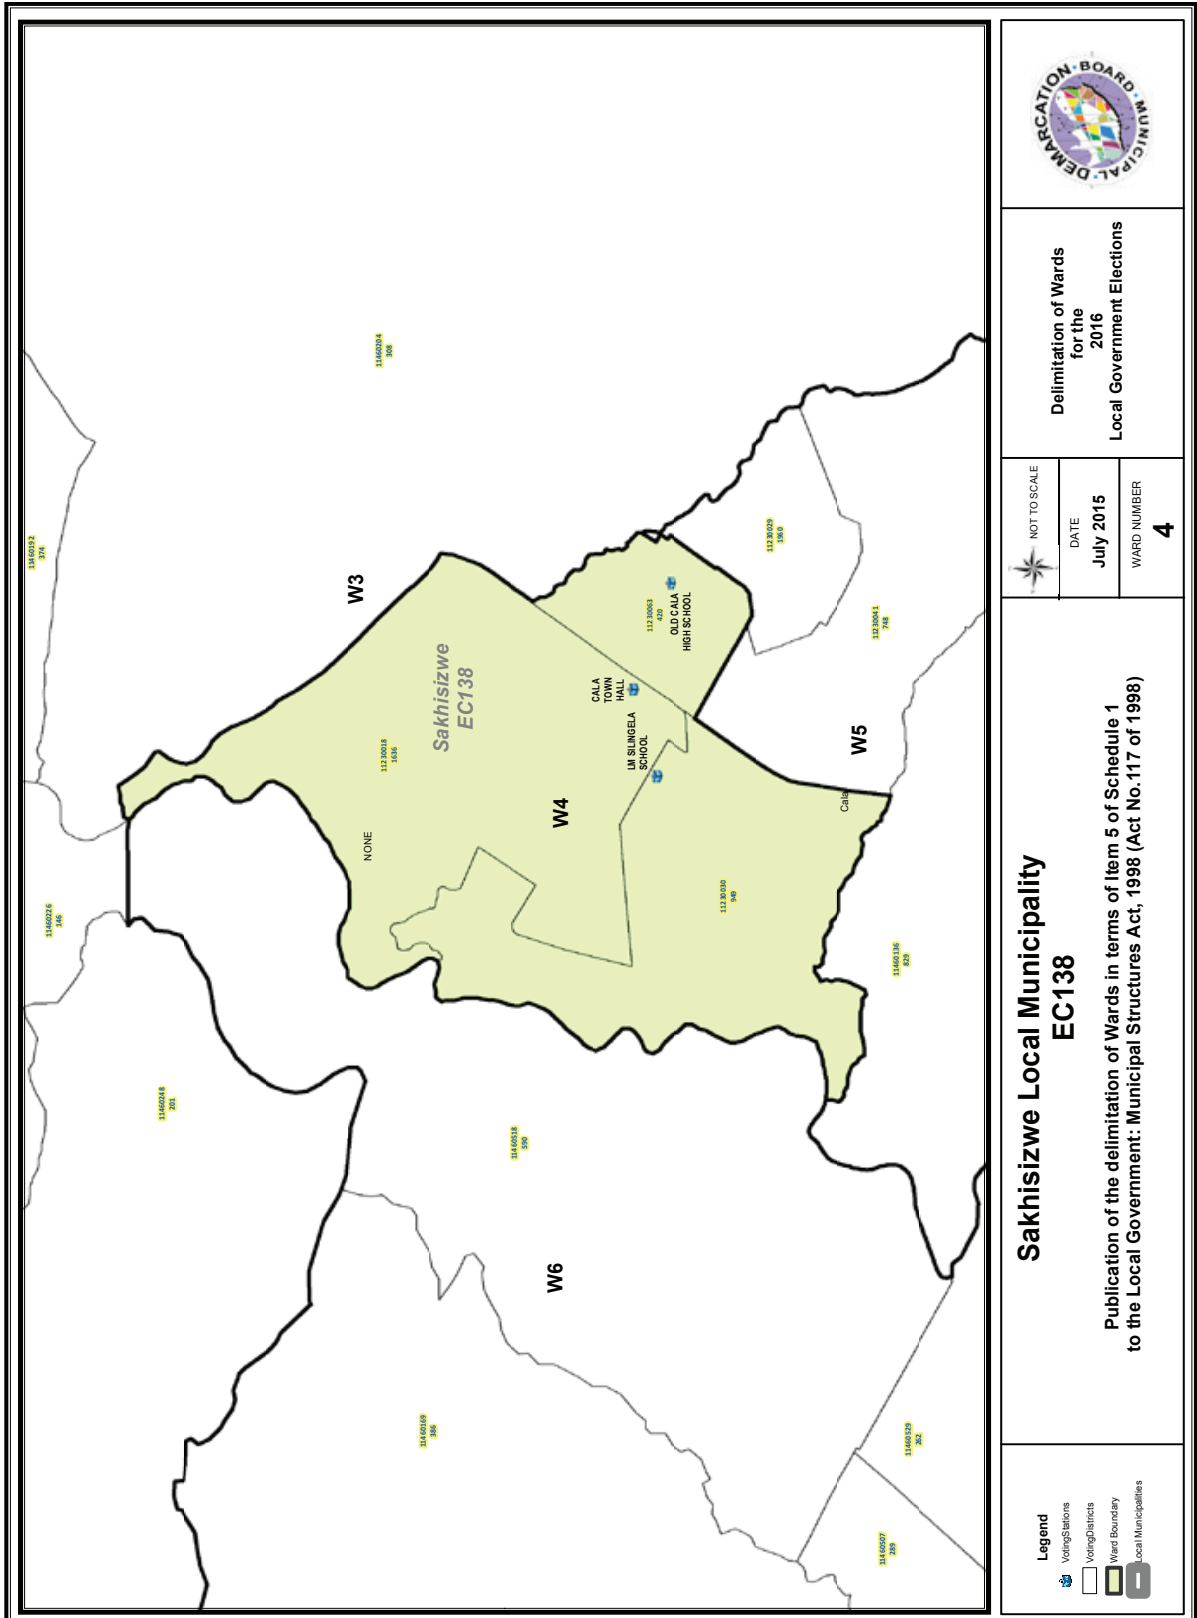 11460192
374
11460204
308
W3
11460226
146
Sakhisizwe
EC138
11230018
1636
NONE
11460248
201
W4
CALA
TOWN
HALL
LM SILINGELA
SCHOOL
11230063
420
OLD CALA
HIGH SCHOOL
11230029
1960
11230041
748
W5
Cala
11230030
949
11460136
829
11460518
590
W6
11460169
386
11460529
262
11460507
289
Legend
VotingStations
VotingDistricts
Ward Boundary
Local Municipalities
Sakhisizwe Local Municipality
EC138
Publication of the delimitation of Wards in terms of Item 5 of Schedule 1
to the Local Government: Municipal Structures Act, 1998 (Act No.117 of 1998)
NOT TO SCALE
DATE
July 2015
WARD NUMBER
4
Delimitation of Wards
for the
2016
Local Government Elections
MUNICIPAL · DEMARCATION · BOARD ·